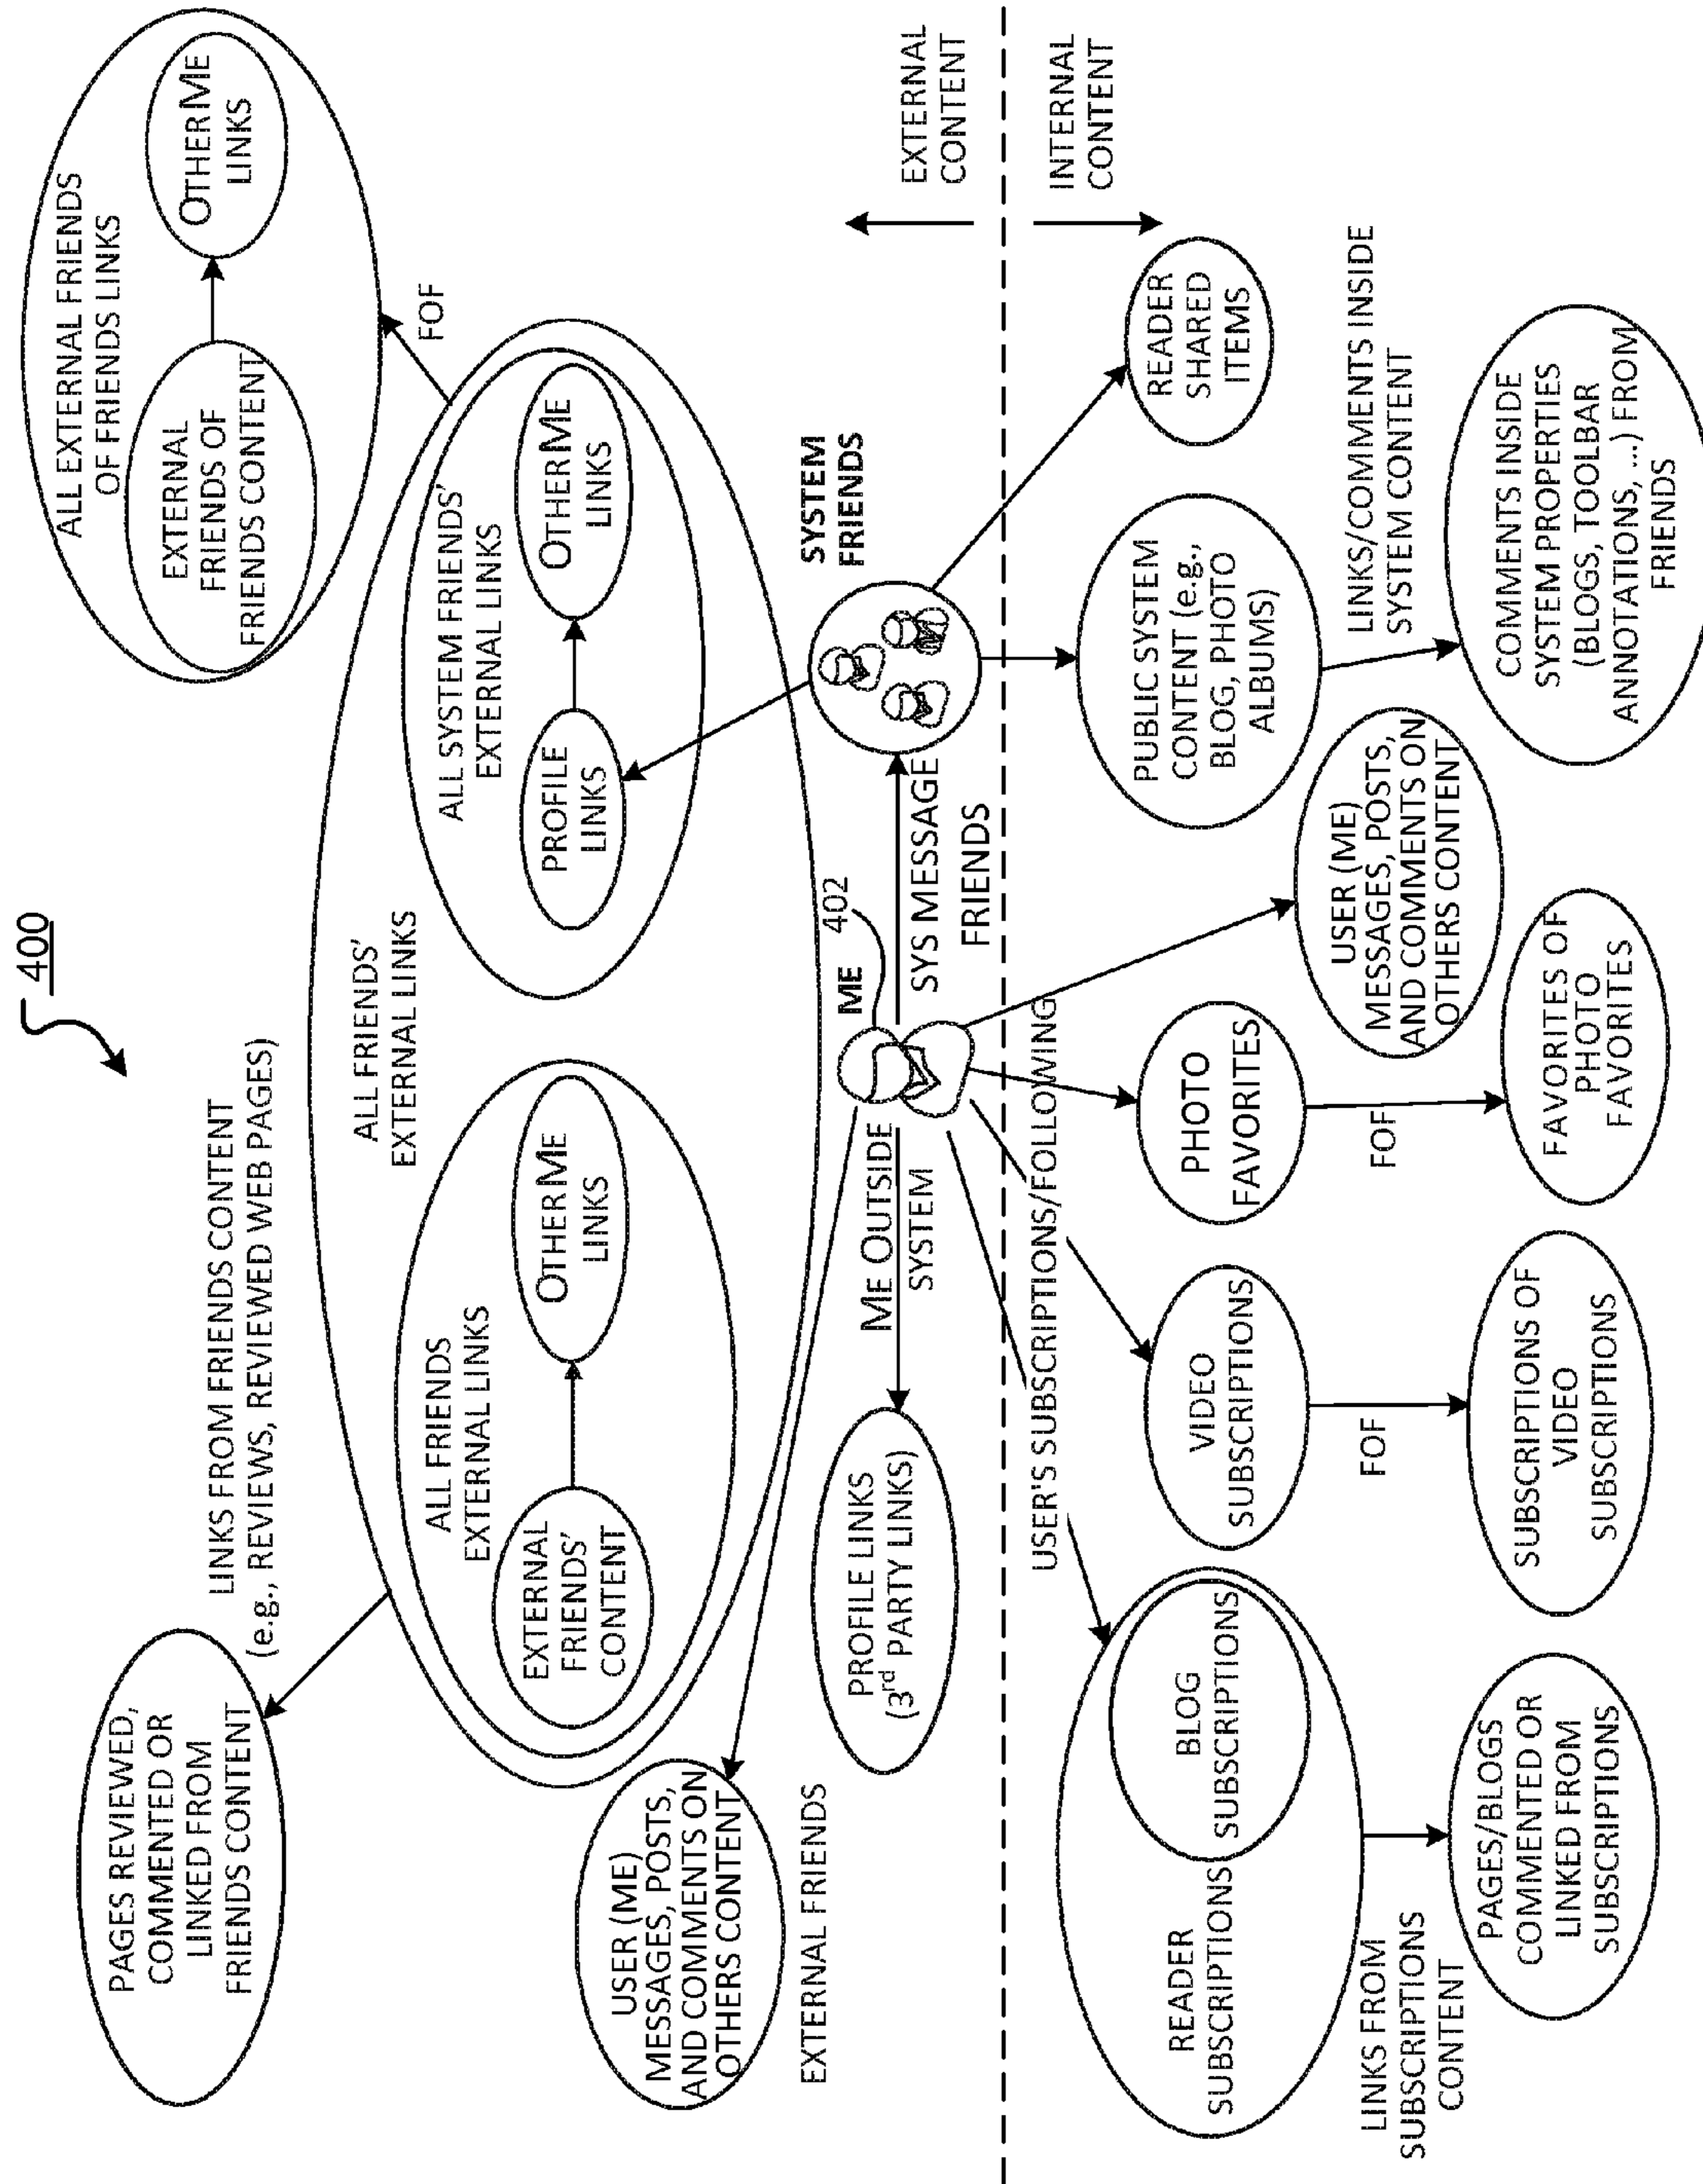 400
PAGES REVIEWED,
COMMENTED OR
LINKED FROM
FRIENDS CONTENT
LINKS FROM FRIENDS CONTENT
(e.g., REVIEWS, REVIEWED WEB PAGES)
ALL EXTERNAL FRIENDS
OF FRIENDS LINKS
EXTERNAL
FRIENDS OF
FRIENDS CONTENT
OTHERME
LINKS
FOF
ALL FRIENDS'
EXTERNAL LINKS
ALL FRIENDS
EXTERNAL LINKS
EXTERNAL
FRIENDS'
CONTENT
OTHERME
LINKS
ALL SYSTEM FRIENDS'
EXTERNAL LINKS
PROFILE
LINKS
OTHERME
LINKS
USER (ME)
MESSAGES, POSTS,
AND COMMENTS ON
OTHERS CONTENT
EXTERNAL FRIENDS
PROFILE LINKS
(3rd PARTY LINKS)
ME OUTSIDE
SYSTEM
ME
402
SYS MESSAGE
FRIENDS
SYSTEM
FRIENDS
EXTERNAL
CONTENT
INTERNAL
CONTENT
USER'S SUBSCRIPTIONS/FOLLOWING
READER
SUBSCRIPTIONS
BLOG
SUBSCRIPTIONS
VIDEO
SUBSCRIPTIONS
PHOTO
FAVORITES
USER (ME)
MESSAGES, POSTS,
AND COMMENTS ON
OTHERS CONTENT
PUBLIC SYSTEM
CONTENT (e.g.,
BLOG, PHOTO
ALBUMS)
READER
SHARED
ITEMS
LINKS FROM
SUBSCRIPTIONS
CONTENT
FOF
FOF
LINKS/COMMENTS INSIDE
SYSTEM CONTENT
PAGES/BLOGS
COMMENTED OR
LINKED FROM
SUBSCRIPTIONS
SUBSCRIPTIONS OF
VIDEO
SUBSCRIPTIONS
FAVORITES OF
PHOTO
FAVORITES
COMMENTS INSIDE
SYSTEM PROPERTIES
(BLOGS, TOOLBAR
ANNOTATIONS, ...) FROM
FRIENDS